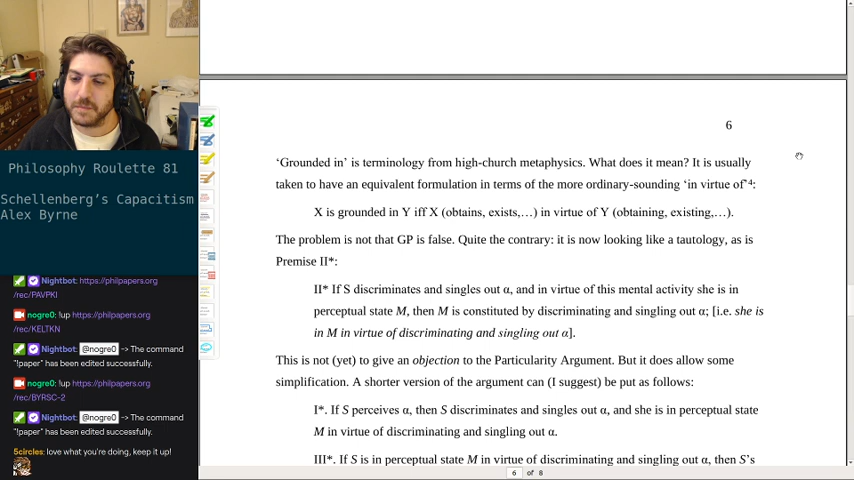 Philosophy Roulette 81
Schellenberg's Capacitism
Alex Byrne
Nightbot: https://philpapers.org
/rec/PAVPKI
nogre0: !up https://philpapers.org
/rec/KELTKN
Nightbot: @nogre0 -> The command
"!paper" has been edited successfully.
nogre0: !up https://philpapers.org
/rec/BYRSC-2
Nightbot: @nogre0 -> The command
"!paper" has been edited successfully.
5circles: love what you're doing, keep it up!
6
‘Grounded in’ is terminology from high-church metaphysics. What does it mean? It is usually
taken to have an equivalent formulation in terms of the more ordinary-sounding ‘in virtue of’⁴:
X is grounded in Y iff X (obtains, exists,…) in virtue of Y (obtaining, existing,…).
The problem is not that GP is false. Quite the contrary: it is now looking like a tautology, as is
Premise II*:
II* If S discriminates and singles out α, and in virtue of this mental activity she is in
perceptual state M, then M is constituted by discriminating and singling out α; [i.e. she is
in M in virtue of discriminating and singling out α].
This is not (yet) to give an objection to the Particularity Argument. But it does allow some
simplification. A shorter version of the argument can (I suggest) be put as follows:
I*. If S perceives α, then S discriminates and singles out α, and she is in perceptual state
M in virtue of discriminating and singling out α.
III*. If S is in perceptual state M in virtue of discriminating and singling out α, then S’s
6 of 8